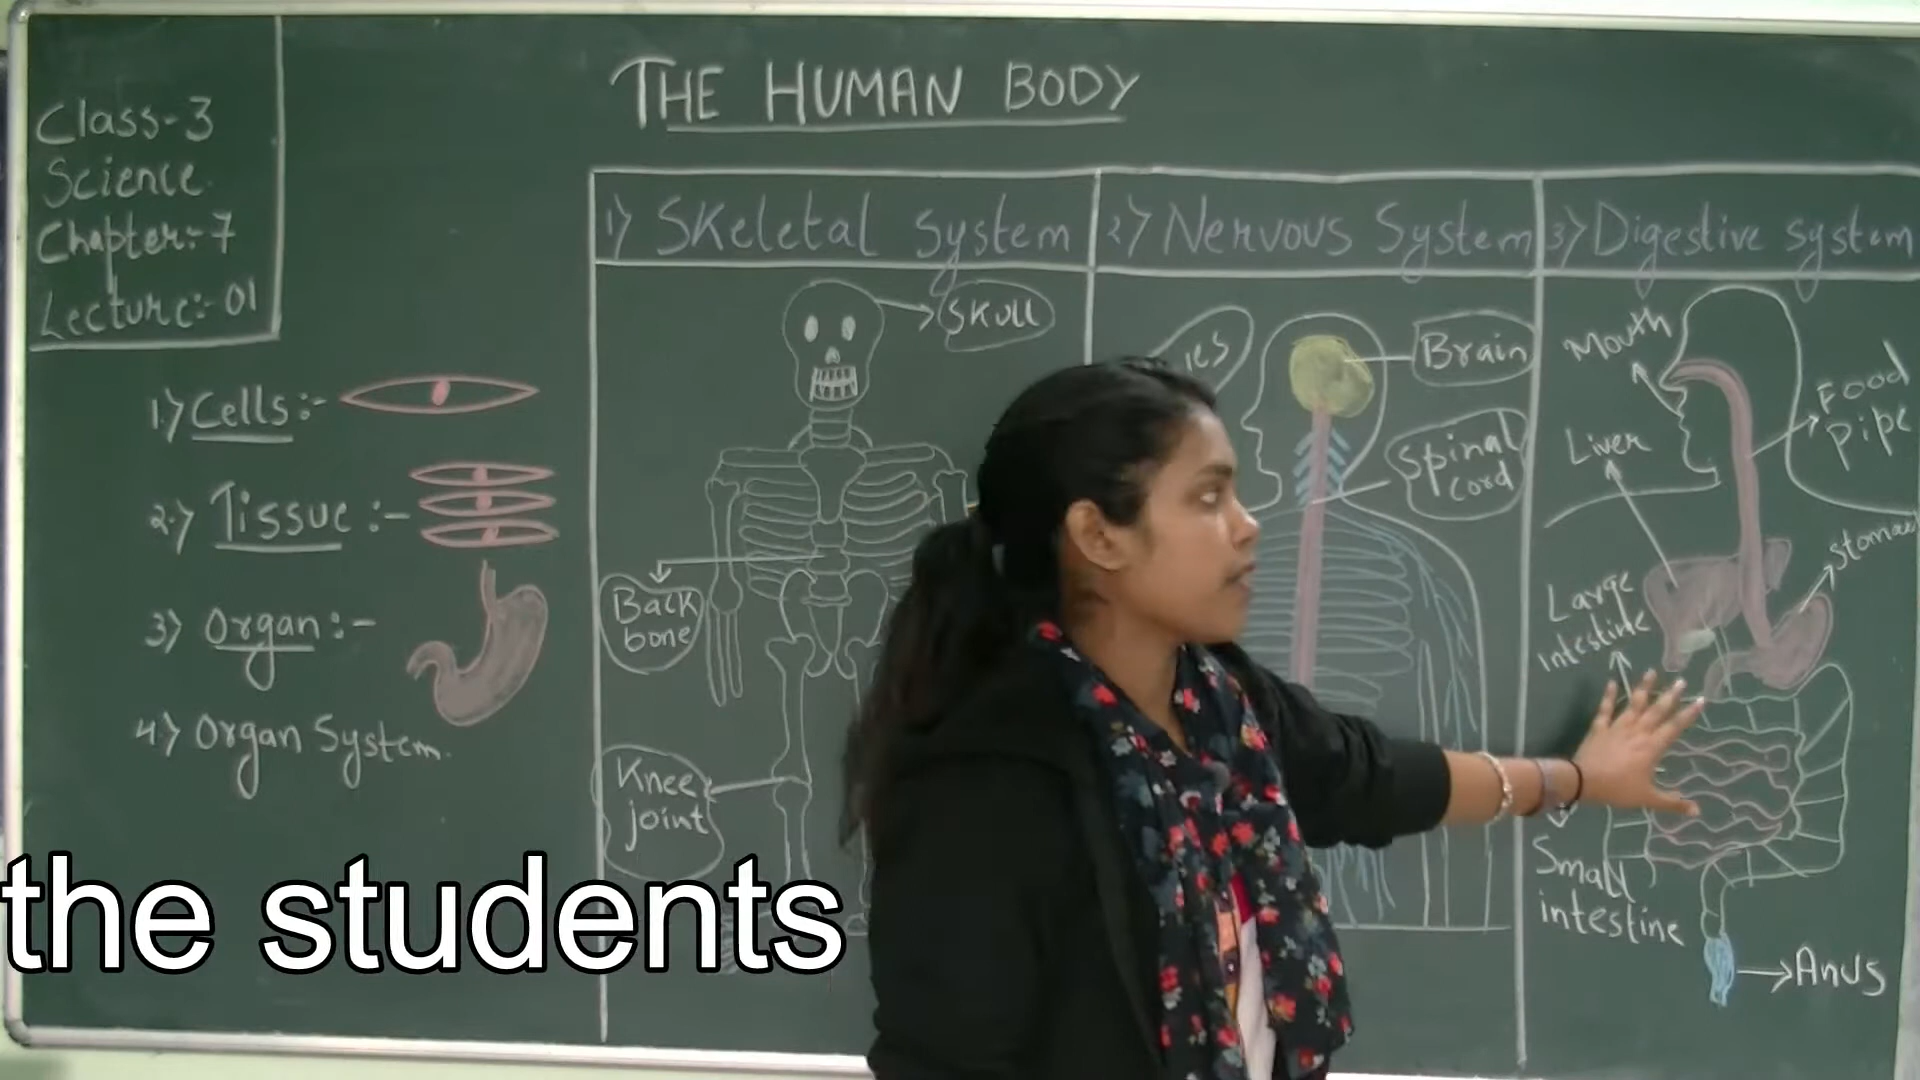 THE HUMAN BODY
Class-3
Science
Chapter:-7
Lecture:-01
1.) Cells:-
2.) Tissue:-
3) Organ:-
4) Organ System.
1) Skeletal system
Skull
Back
bone
Knee
joint
2) Nervous System
Brain
Spinal
cord
3) Digestive system
Mouth
Food
pipe
Liver
Large
intestine
Small
intestine
Anus
the students